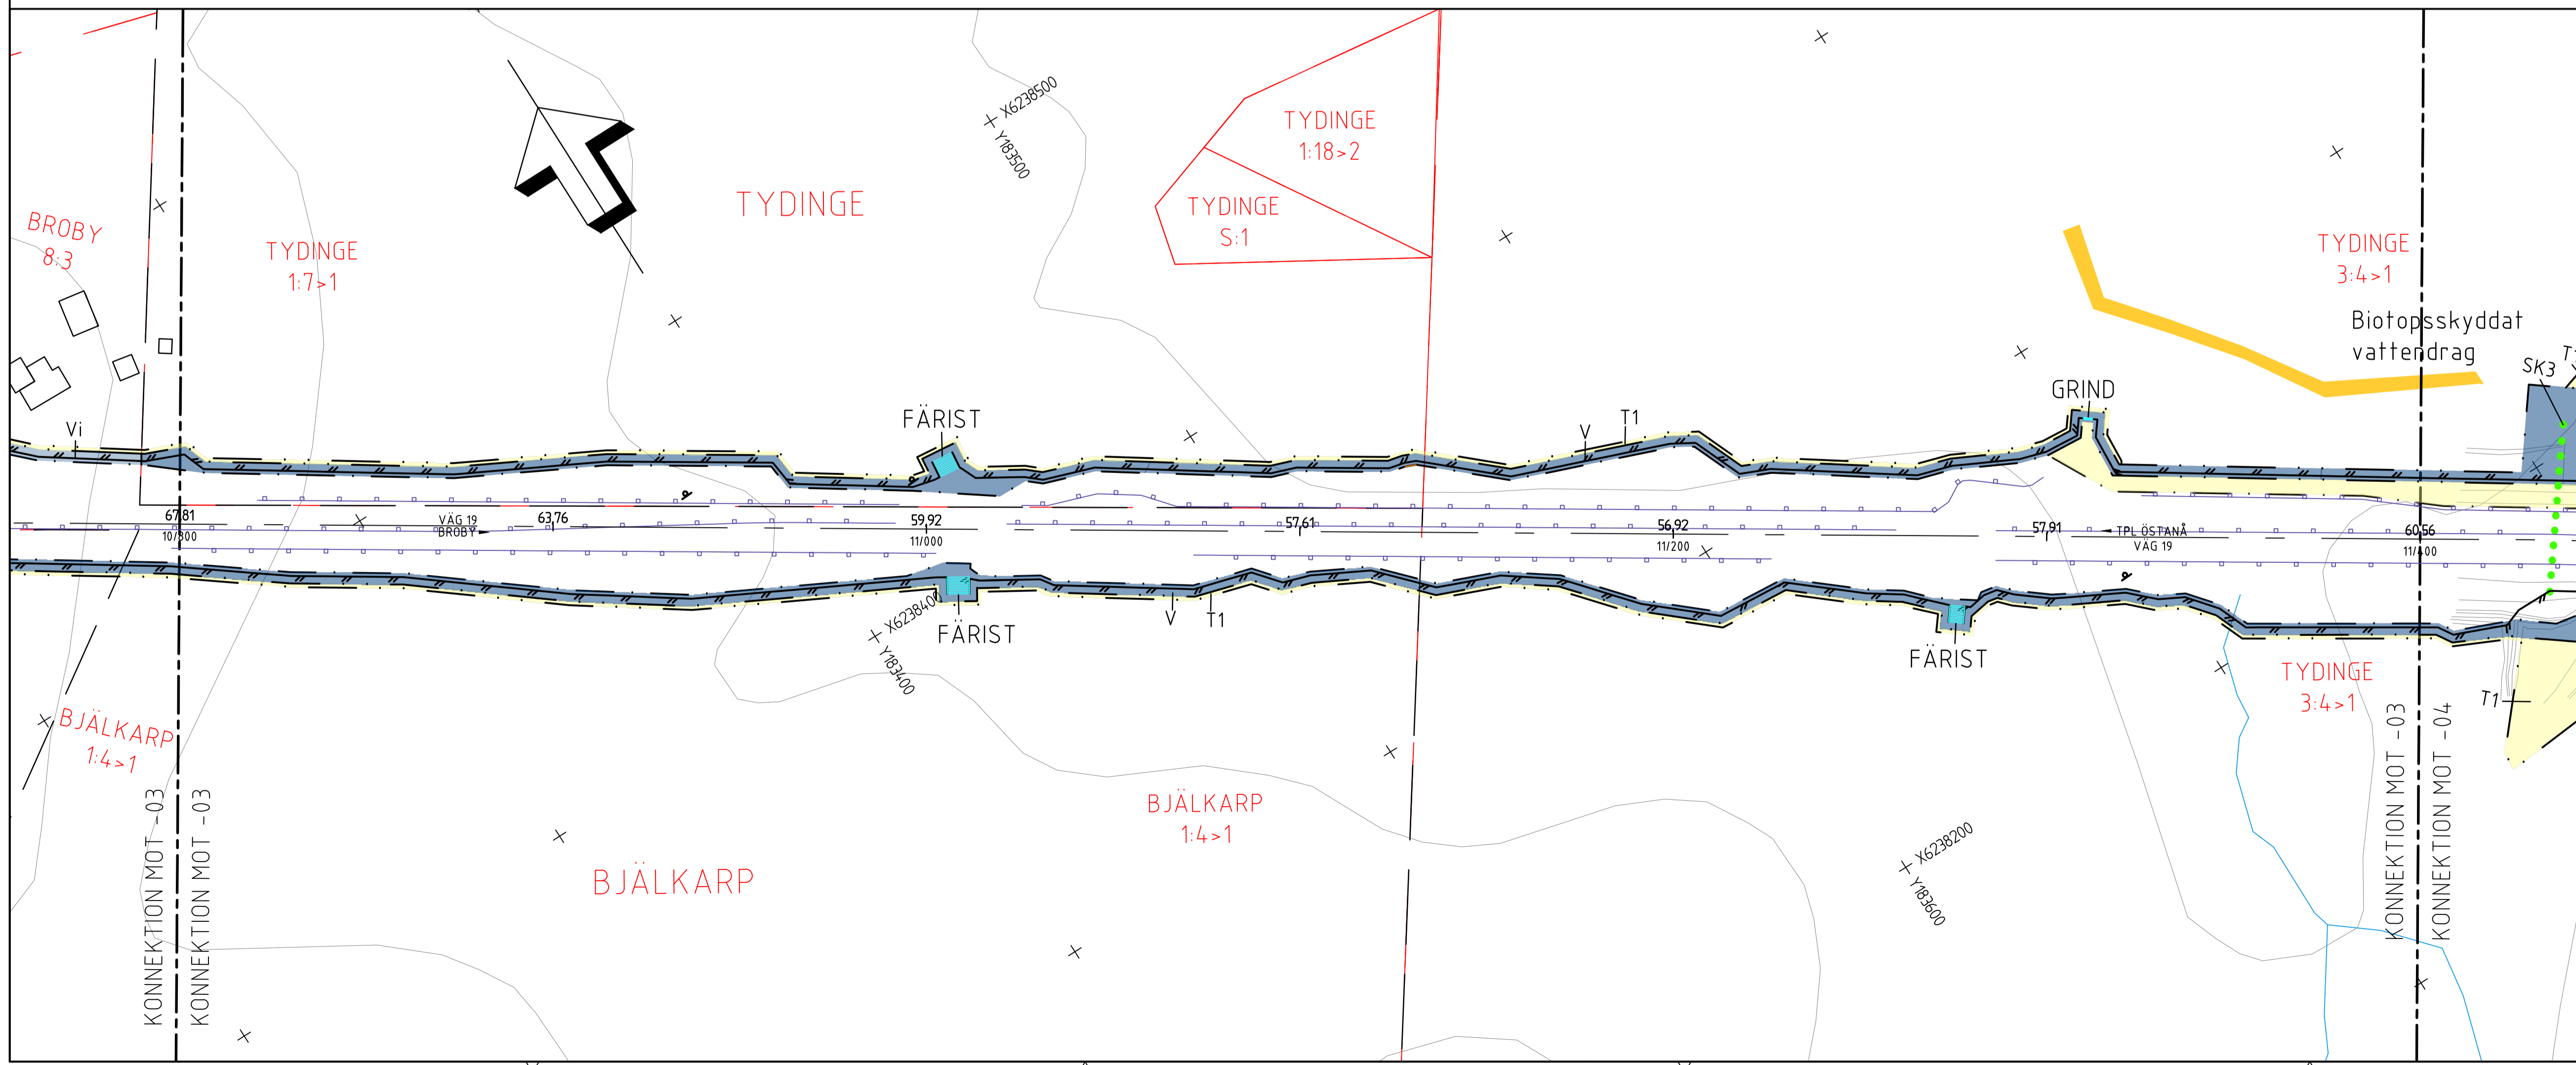 X6238500
Y183500
TYDINGE
1:18>2
TYDINGE
TYDINGE
S:1
BROBY
8:3
TYDINGE
1:7>1
TYDINGE
3:4>1
Biotopsskyddat
vattendrag
SK3
GRIND
FÄRIST
Vi
V
T1
67.81
10/800
VÄG 19
BROBY
63.76
59.92
11/000
57.61
56.92
11/200
57.91
TPL ÖSTANÅ
VÄG 19
60.56
11/400
X6238400
Y183400
FÄRIST
V
T1
FÄRIST
TYDINGE
3:4>1
T1
BJÄLKARP
1:4>1
BJÄLKARP
1:4>1
BJÄLKARP
X6238200
Y183600
KONNEKTION MOT -03
KONNEKTION MOT -03
KONNEKTION MOT -03
KONNEKTION MOT -04